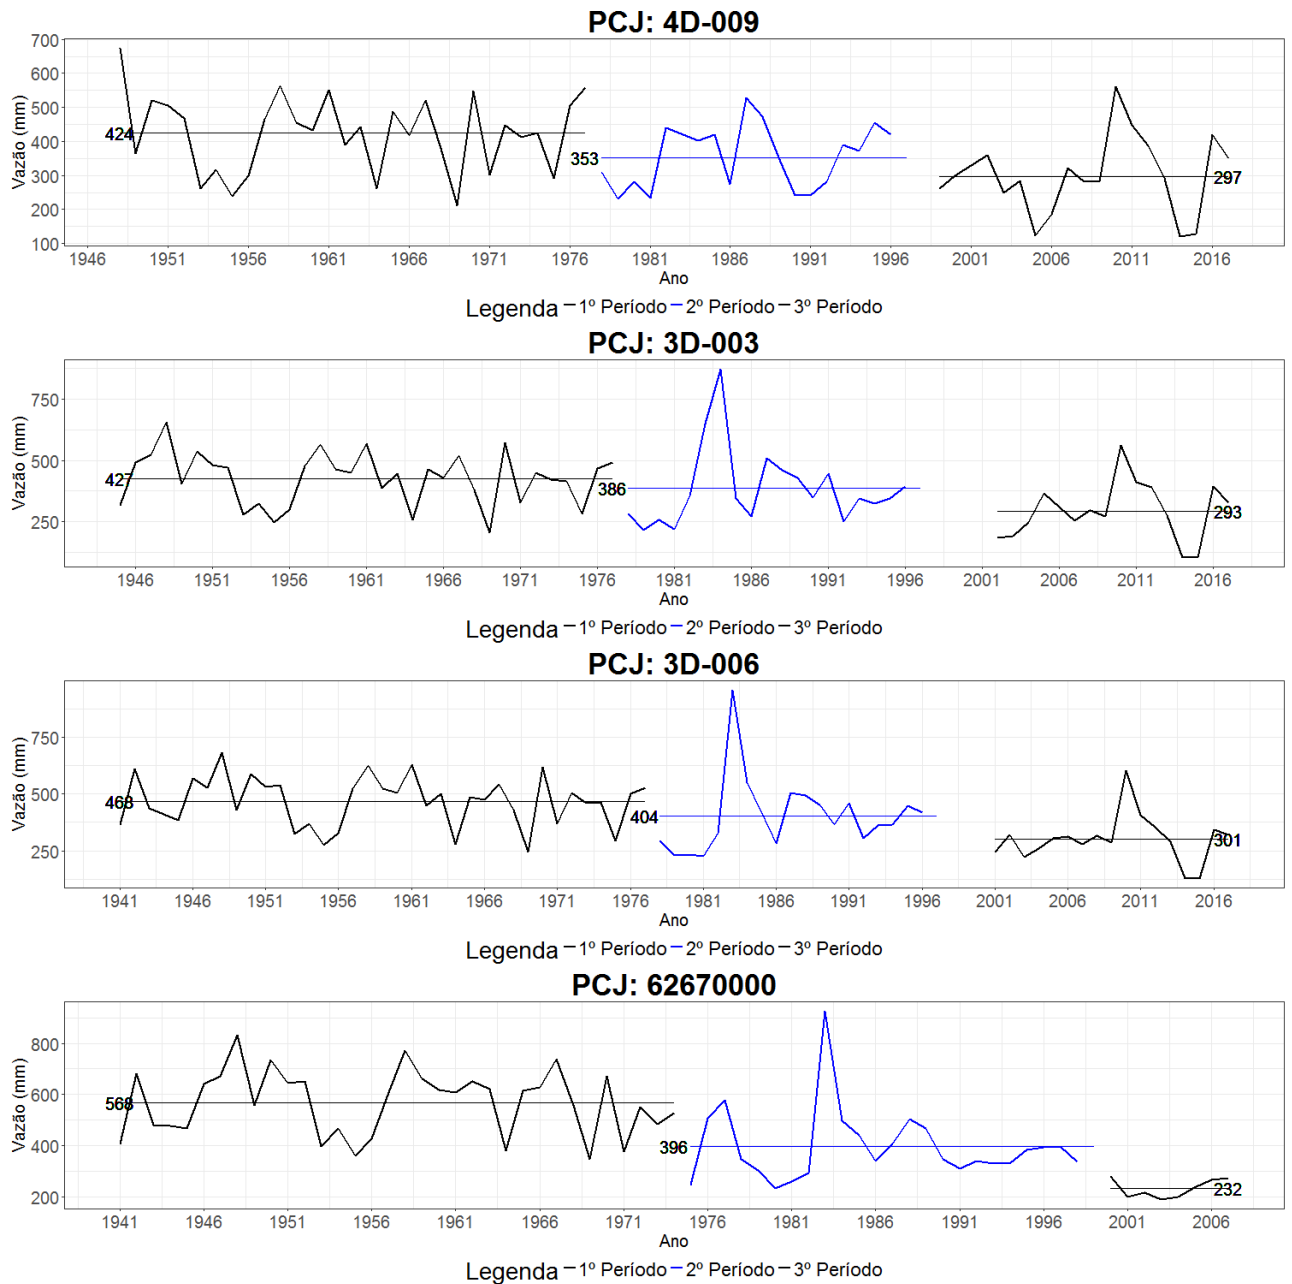 PCJ: 4D-009
Vazão (mm)
700
600
500
400
300
200
100
424
353
297
1946 1951 1956 1961 1966 1971 1976 1981 1986 1991 1996 2001 2006 2011 2016
Ano
Legenda 1º Período 2º Período 3º Período
PCJ: 3D-003
Vazão (mm)
750
500
250
427
386
293
1946 1951 1956 1961 1966 1971 1976 1981 1986 1991 1996 2001 2006 2011 2016
Ano
Legenda 1º Período 2º Período 3º Período
PCJ: 3D-006
Vazão (mm)
750
500
250
468
404
301
1941 1946 1951 1956 1961 1966 1971 1976 1981 1986 1991 1996 2001 2006 2011 2016
Ano
Legenda 1º Período 2º Período 3º Período
PCJ: 62670000
Vazão (mm)
800
600
400
200
568
396
232
1941 1946 1951 1956 1961 1966 1971 1976 1981 1986 1991 1996 2001 2006
Ano
Legenda 1º Período 2º Período 3º Período